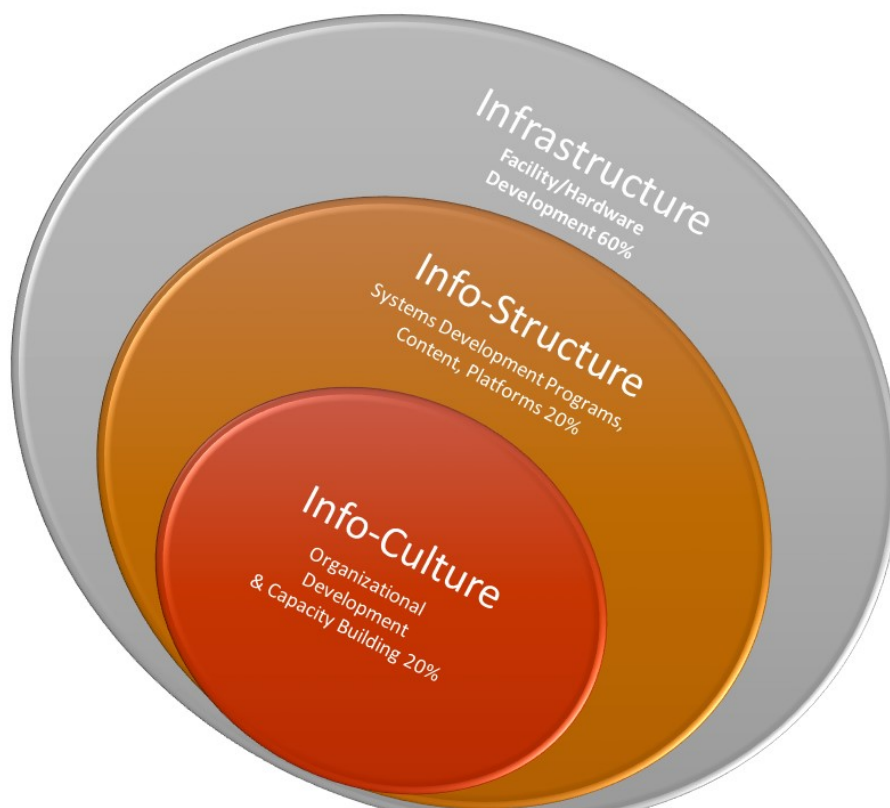 Infrastructure
Facility/Hardware
Development 60%
Info-Structure
Systems Development Programs,
Content, Platforms 20%
Info-Culture
Organizational
Development
& Capacity Building 20%